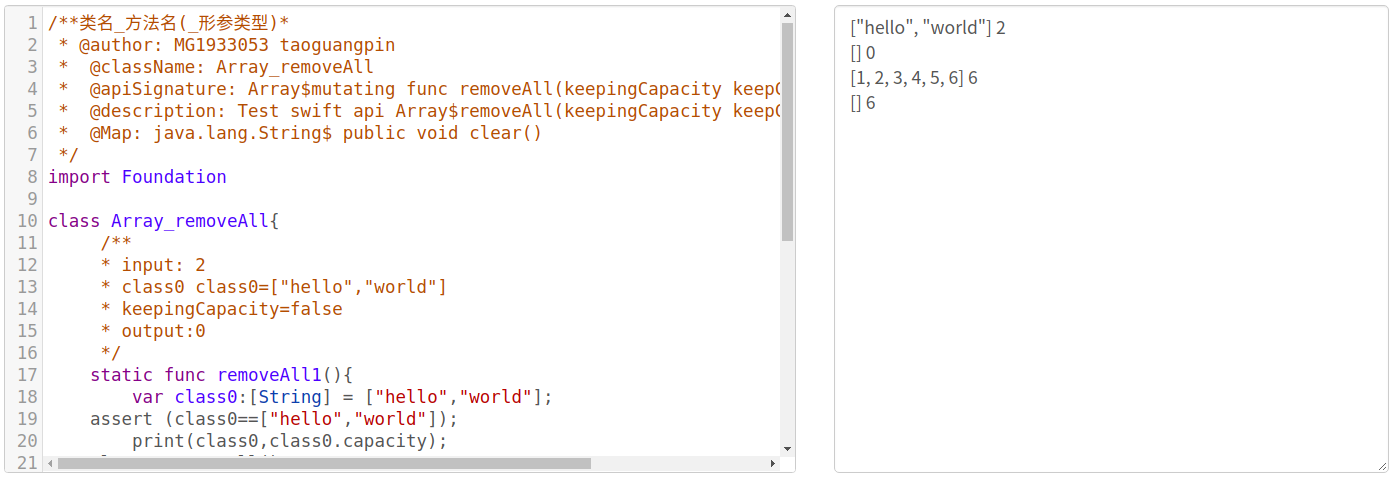 1 /**类名_方法名(_形参类型)*
2  * @author: MG1933053 taoguangpin
3  *  @className: Array_removeAll
4  *  @apiSignature: Array$mutating func removeAll(keepingCapacity keepC
5  *  @description: Test swift api Array$removeAll(keepingCapacity keepC
6  *  @Map: java.lang.String$ public void clear()
7  */
8 import Foundation
9
10 class Array_removeAll{
11      /**
12      * input: 2
13      * class0 class0=["hello","world"]
14      * keepingCapacity=false
15      * output:0
16      */
17     static func removeAll1(){
18         var class0:[String] = ["hello","world"];
19     assert (class0==["hello","world"]);
20         print(class0,class0.capacity);
21
["hello", "world"] 2
[] 0
[1, 2, 3, 4, 5, 6] 6
[] 6